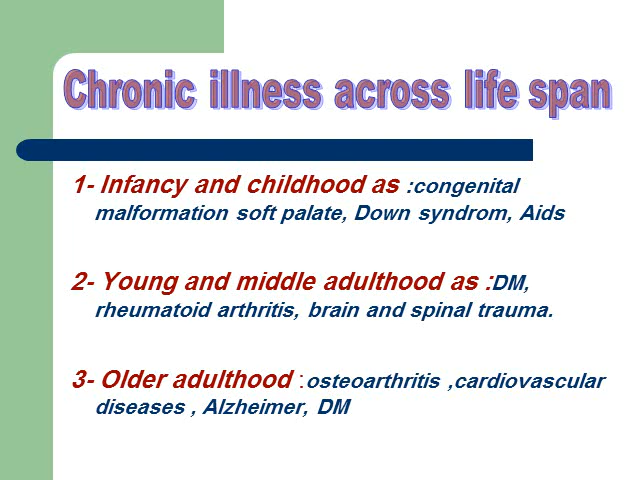 Chronic illness across life span
1- Infancy and childhood as :congenital
malformation soft palate, Down syndrom, Aids
2- Young and middle adulthood as :DM,
rheumatoid arthritis, brain and spinal trauma.
3- Older adulthood :osteoarthritis ,cardiovascular
diseases , Alzheimer, DM